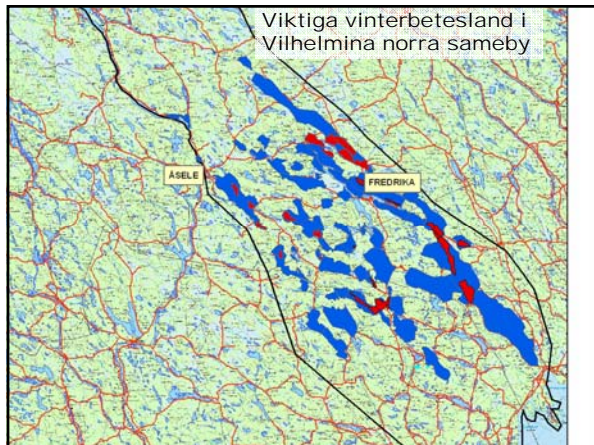 Viktiga vinterbetesland i
Vilhelmina norra sameby
ÅSELE
FREDRIKA